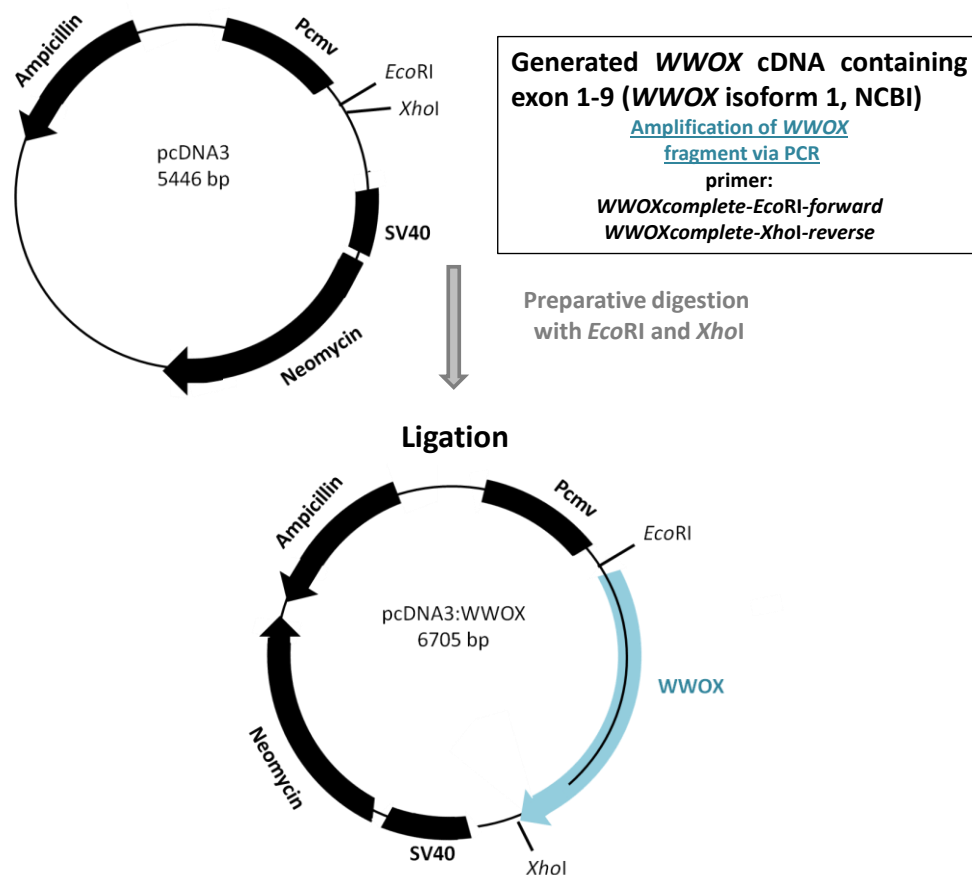 Ampicillin
Pcmv
EcoRI
XhoI
pcDNA3
5446 bp
SV40
Neomycin
Generated WWOX cDNA containing
exon 1-9 (WWOX isoform 1, NCBI)
Amplification of WWOX
fragment via PCR
primer:
WWOXcomplete-EcoRI-forward
WWOXcomplete-XhoI-reverse
Preparative digestion
with EcoRI and XhoI
Ligation
Ampicillin
Pcmv
EcoRI
pcDNA3:WWOX
6705 bp
WWOX
Neomycin
SV40
XhoI